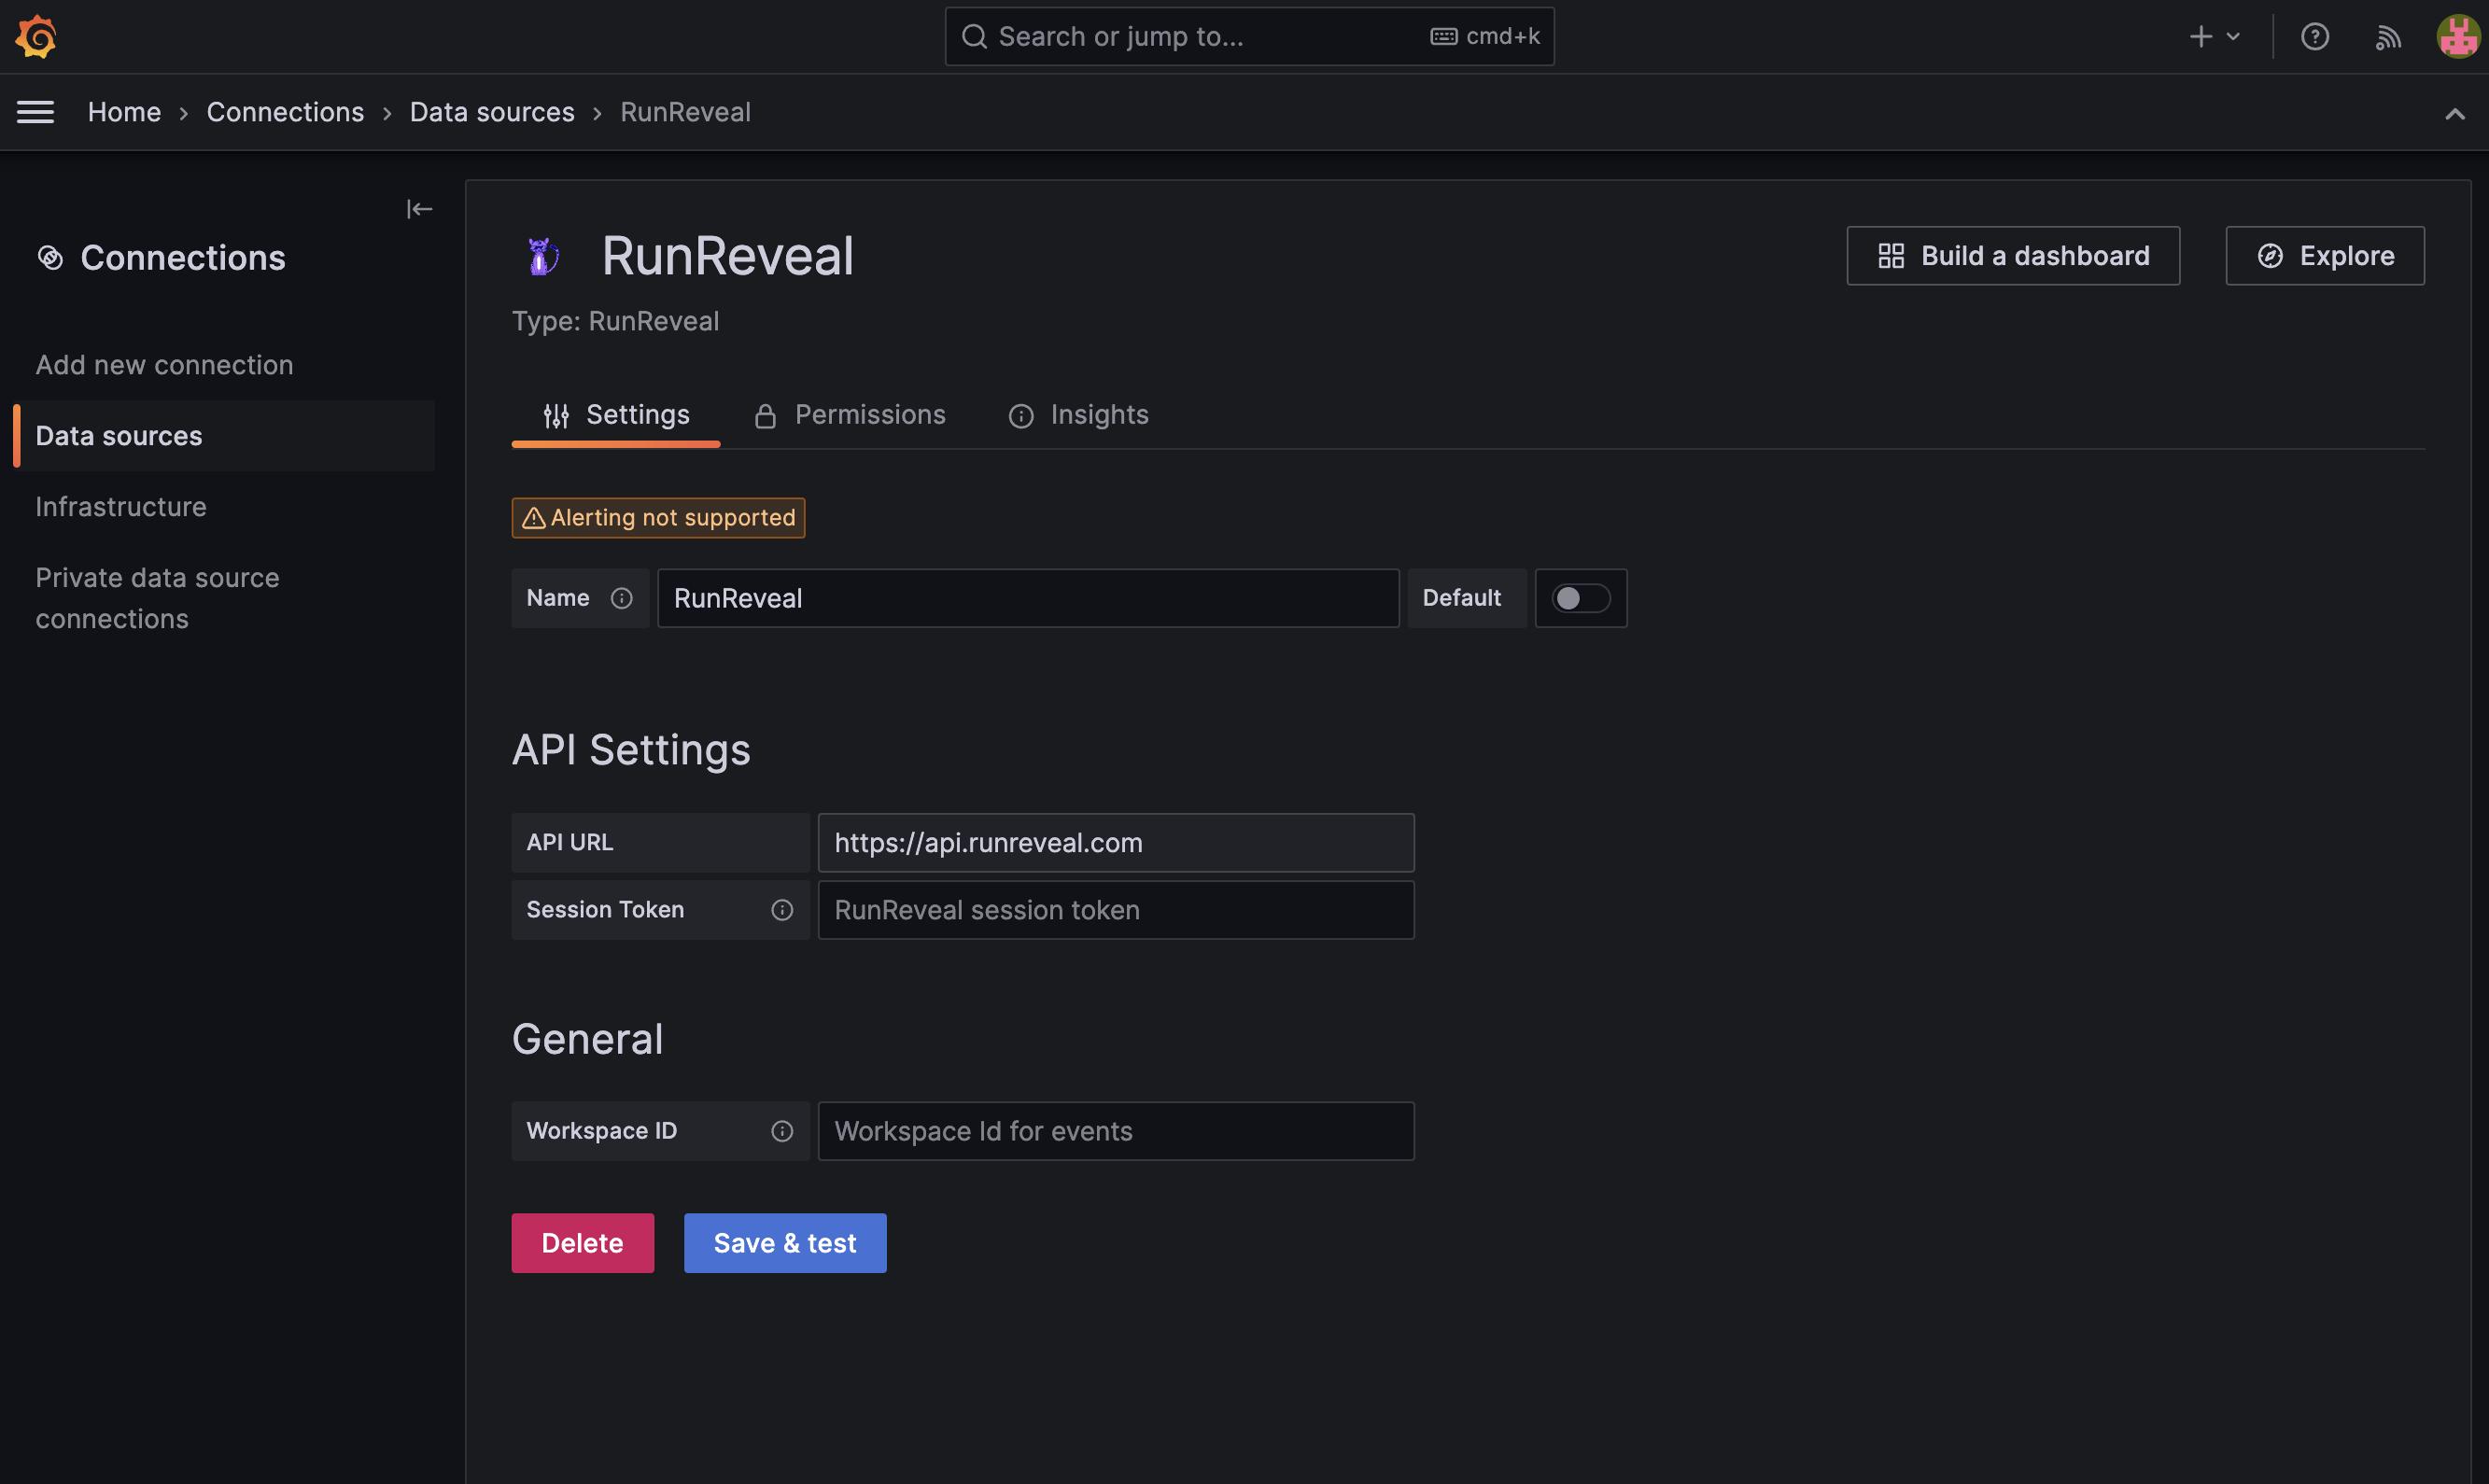 Search or jump to...
cmd+k
Home
Connections
Data sources
RunReveal
Connections
Add new connection
Data sources
Infrastructure
Private data source
connections
RunReveal
Type: RunReveal
Build a dashboard
Explore
Settings
Permissions
Insights
Alerting not supported
Name
RunReveal
Default
API Settings
API URL
https://api.runreveal.com
Session Token
RunReveal session token
General
Workspace ID
Workspace Id for events
Delete
Save & test